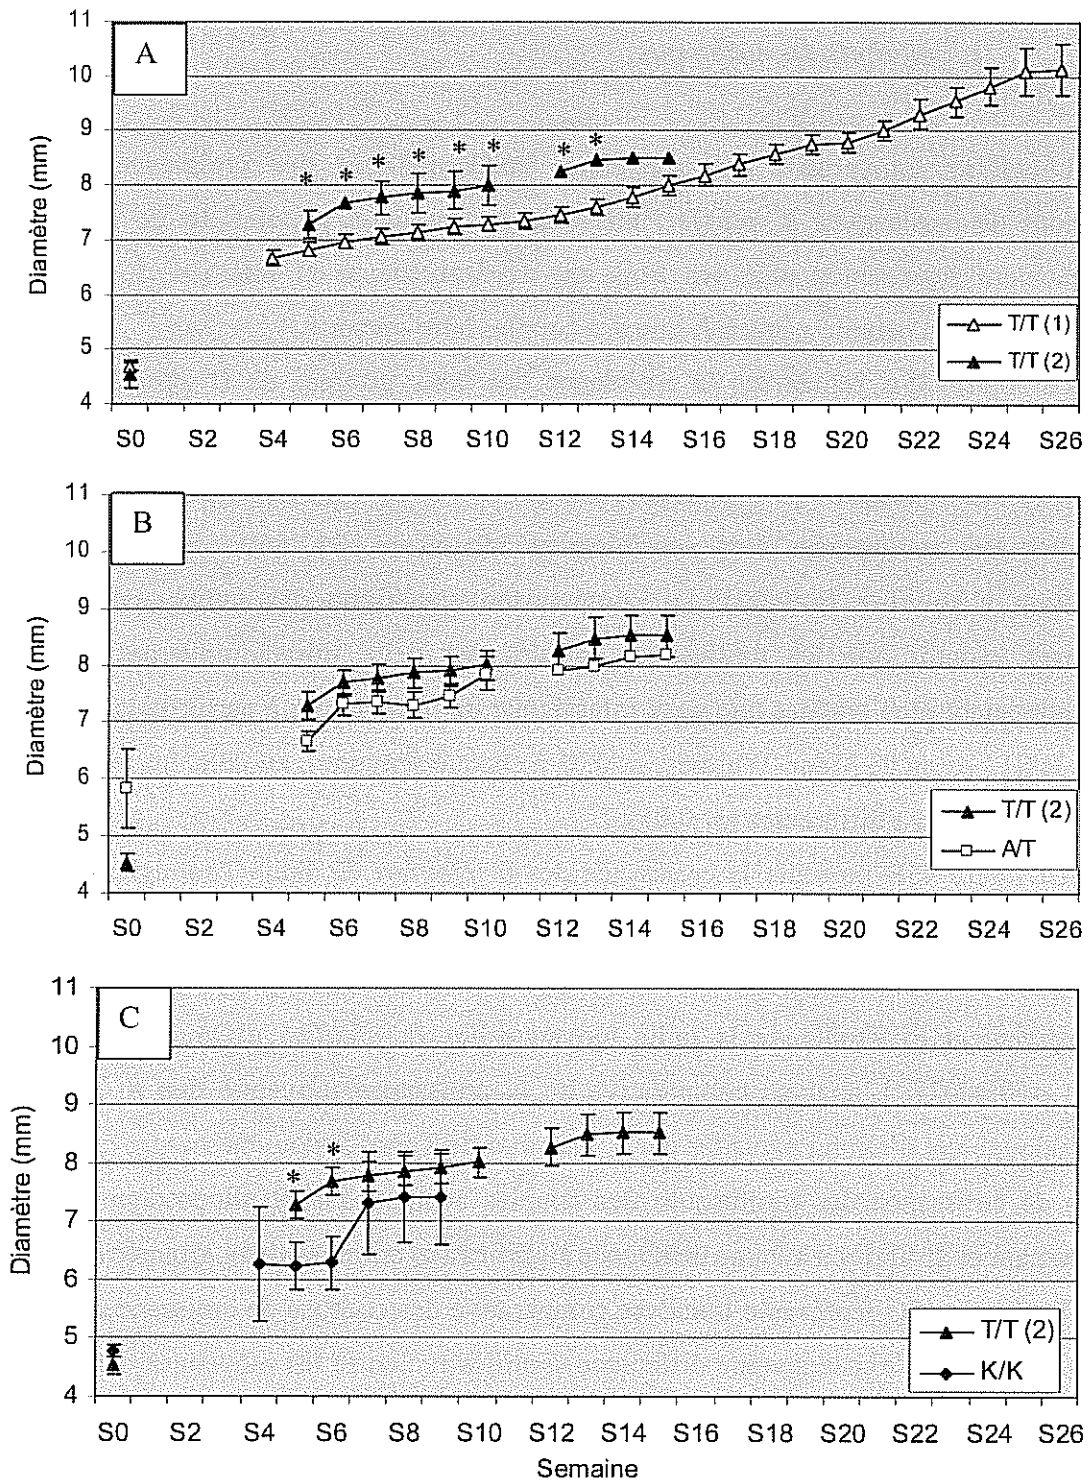 A
Diamètre (mm)
11
10
9
8
7
6
5
4
* * * * * * * *
T/T (1)
T/T (2)
S0 S2 S4 S6 S8 S10 S12 S14 S16 S18 S20 S22 S24 S26
B
Diamètre (mm)
11
10
9
8
7
6
5
4
T/T (2)
A/T
S0 S2 S4 S6 S8 S10 S12 S14 S16 S18 S20 S22 S24 S26
C
Diamètre (mm)
11
10
9
8
7
6
5
4
* *
T/T (2)
K/K
S0 S2 S4 S6 S8 S10 S12 S14 S16 S18 S20 S22 S24 S26
Semaine